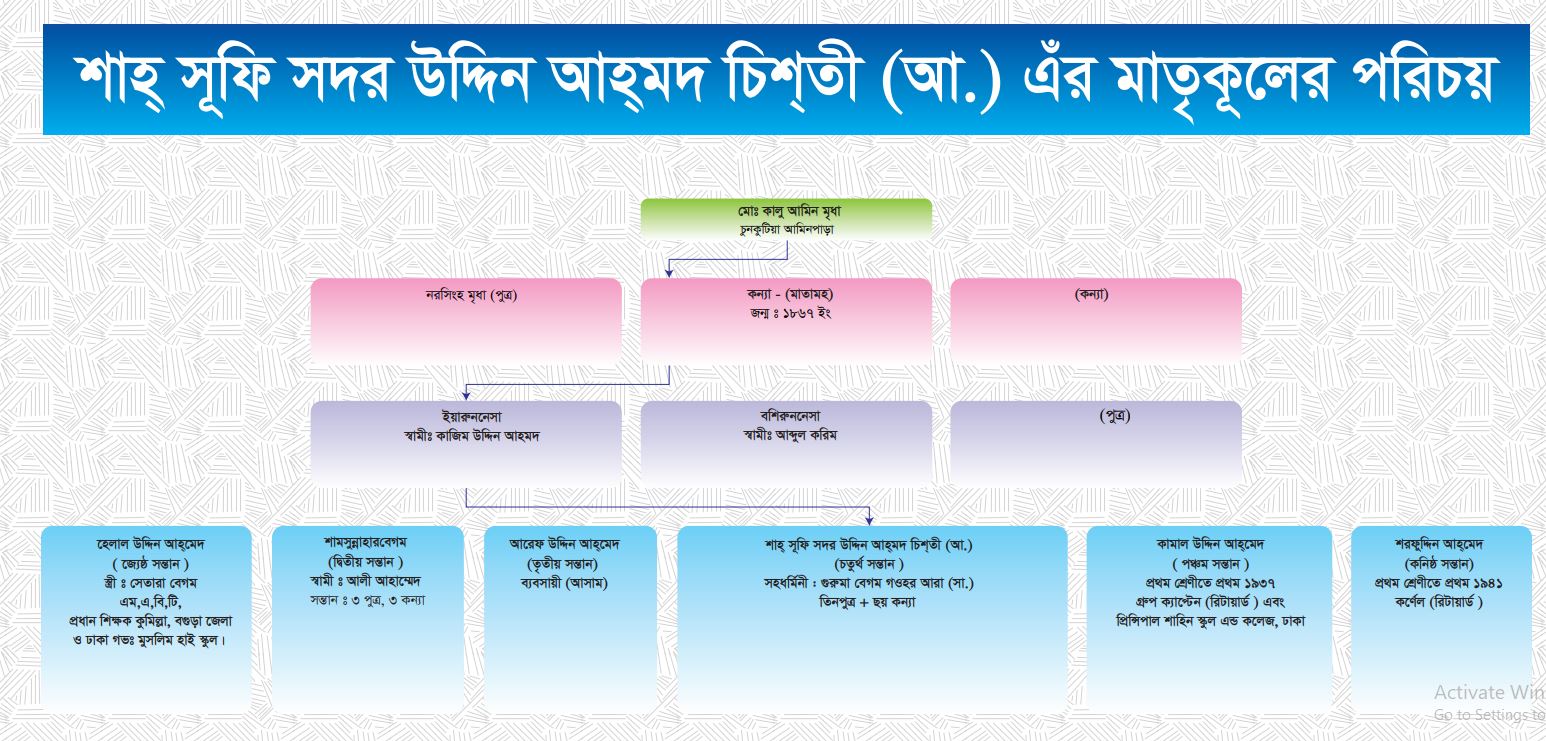 শাহ্ সূফি সদর উদ্দিন আহ্‌মদ চিশ্‌তী (আ.) এঁর মাতৃকূলের পরিচয়
মোঃ কালু আমিন মৃধা
চুনকুটিয়া আমিনপাড়া
নরসিংহ মৃধা (পুত্র)
কন্যা - (মাতামহ)
জন্ম ঃ ১৮৬৭ ইং
(কন্যা)
ইয়ারুননেসা
স্বামীঃ কাজিম উদ্দিন আহমদ
বশিরুননেসা
স্বামীঃ আব্দুল করিম
(পুত্র)
হেলাল উদ্দিন আহ্‌মেদ
( জ্যেষ্ঠ সন্তান )
স্ত্রী ঃ সেতারা বেগম
এম,এ,বি,টি,
প্রধান শিক্ষক কুমিল্লা, বগুড়া জেলা
ও ঢাকা গভঃ মুসলিম হাই স্কুল।
শামসুন্নাহারবেগম
(দ্বিতীয় সন্তান )
স্বামী ঃ আলী আহাম্মেদ
সন্তান ঃ ৩ পুত্র, ৩ কন্যা
আরেফ উদ্দিন আহ্‌মেদ
(তৃতীয় সন্তান)
ব্যবসায়ী (আসাম)
শাহ্ সূফি সদর উদ্দিন আহ্‌মদ চিশ্‌তী (আ.)
(চতুর্থ সন্তান )
সহধর্মিনী : গুরুমা বেগম গওহর আরা (সা.)
তিনপুত্র + ছয় কন্যা
কামাল উদ্দিন আহ্‌মেদ
( পঞ্চম সন্তান )
প্রথম শ্রেণীতে প্রথম ১৯৩৭
গ্রুপ ক্যাপ্টেন (রিটায়ার্ড ) এবং
প্রিন্সিপাল শাহিন স্কুল এন্ড কলেজ, ঢাকা
শরফুদ্দিন আহ্‌মেদ
(কনিষ্ঠ সন্তান)
প্রথম শ্রেণীতে প্রথম ১৯৪১
কর্ণেল (রিটায়ার্ড )
Activate Win
Go to Settings to